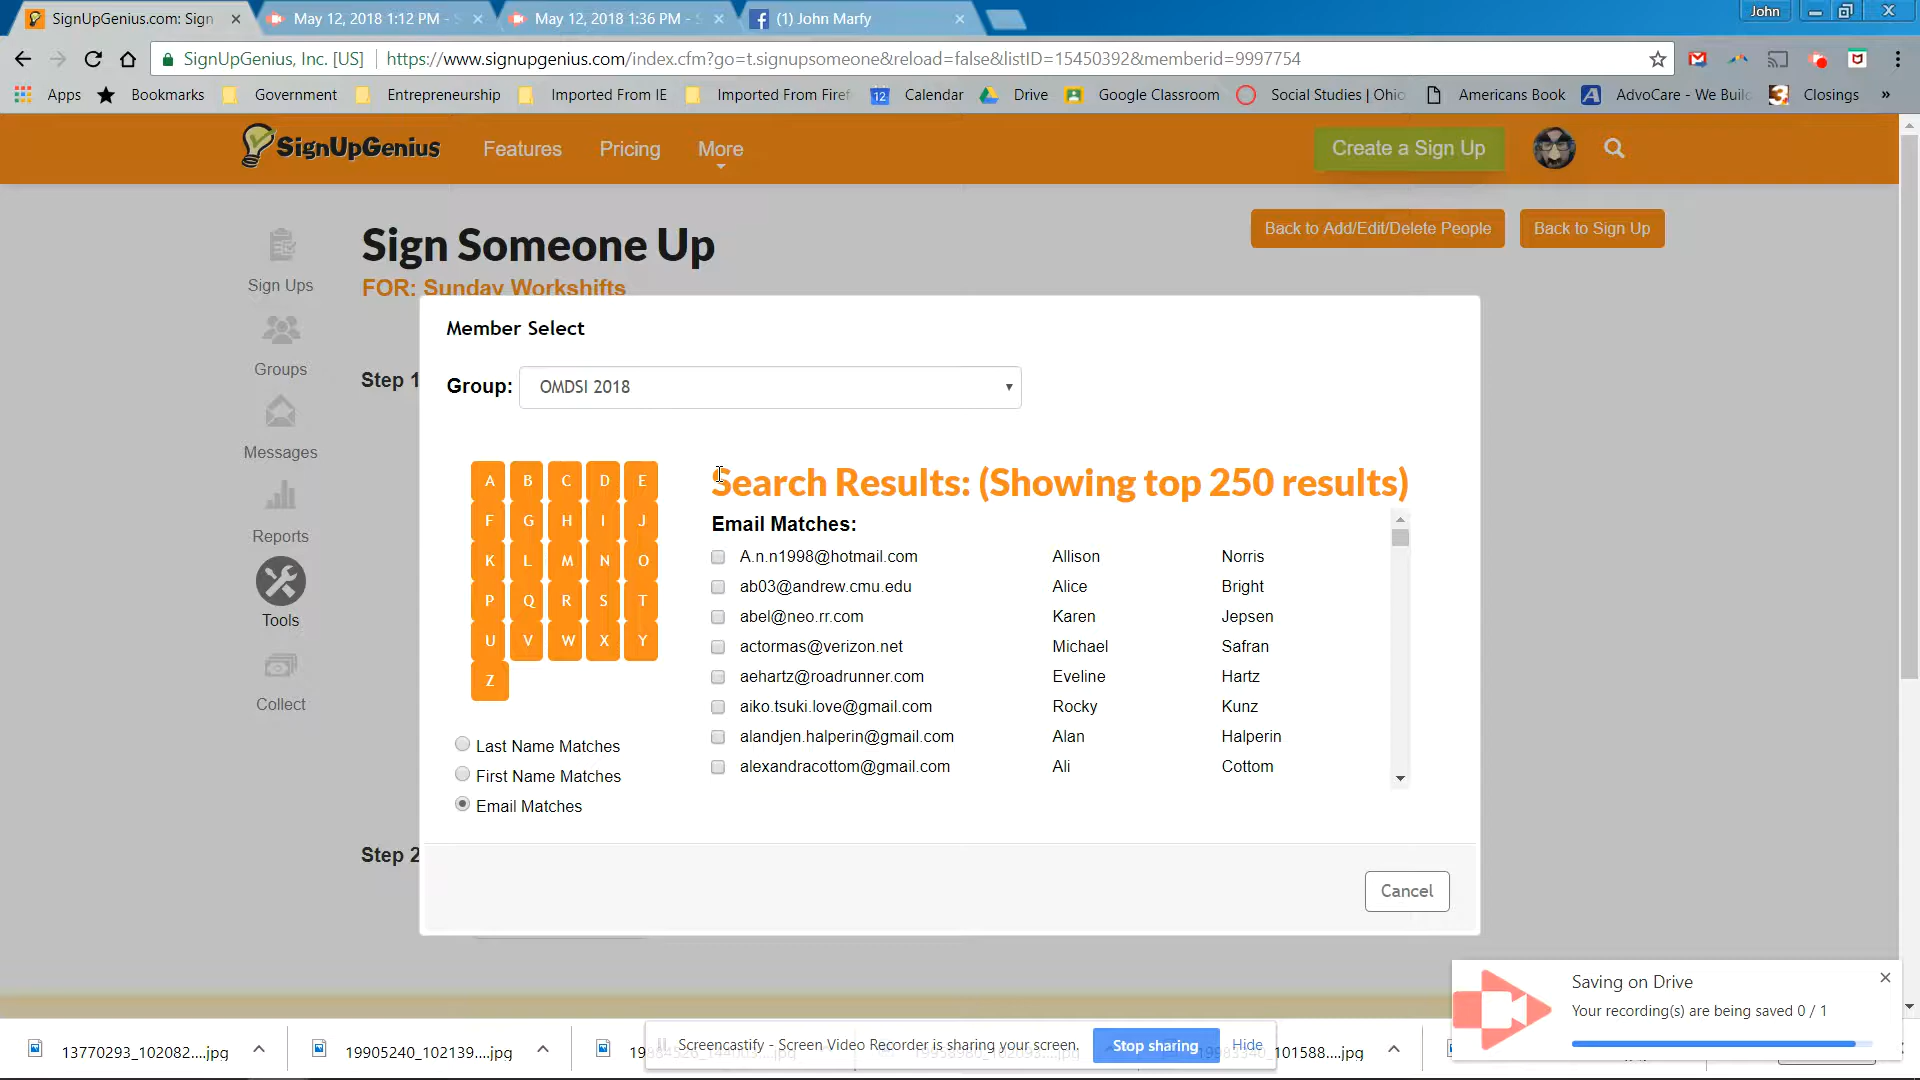 SignUpGenius.com: Sign
May 12, 2018 1:12 PM - S
May 12, 2018 1:36 PM - S
(1) John Marfy
John
SignUpGenius, Inc. [US]
https://www.signupgenius.com/index.cfm?go=t.signupsomeone&reload=false&listID=15450392&memberid=9997754
Apps
Bookmarks
Government
Entrepreneurship
Imported From IE
Imported From Firef
12
Calendar
Drive
Google Classroom
Social Studies | Ohio
Americans Book
AdvoCare - We Build
Closings
»
SignUpGenius
Features
Pricing
More
Create a Sign Up
Sign Someone Up
FOR: Sunday Workshifts
Back to Add/Edit/Delete People
Back to Sign Up
Sign Ups
Groups
Messages
Reports
Tools
Collect
Step 1
Step 2
Member Select
Group:
OMDSI 2018
A B C D E
F G H I J
K L M N O
P Q R S T
U V W X Y
Z
Last Name Matches
First Name Matches
Email Matches
Search Results: (Showing top 250 results)
Email Matches:
A.n.n1998@hotmail.com Allison Norris
ab03@andrew.cmu.edu Alice Bright
abel@neo.rr.com Karen Jepsen
actormas@verizon.net Michael Safran
aehartz@roadrunner.com Eveline Hartz
aiko.tsuki.love@gmail.com Rocky Kunz
alandjen.halperin@gmail.com Alan Halperin
alexandracottom@gmail.com Ali Cottom
Cancel
Saving on Drive
Your recording(s) are being saved 0 / 1
13770293_102082....jpg
19905240_102139....jpg
Screencastify - Screen Video Recorder is sharing your screen.
Stop sharing
Hide
101588....jpg